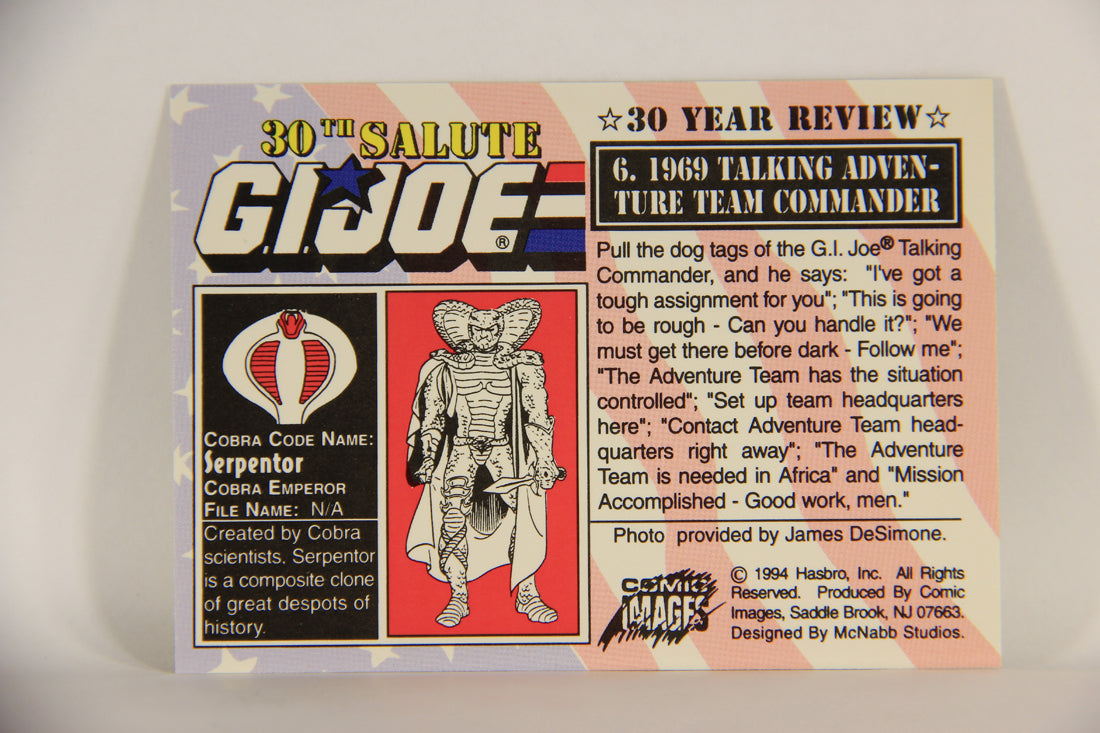 30TH SALUTE
G.I. JOE ®
COBRA CODE NAME:
Serpentor
COBRA EMPEROR
FILE NAME: N/A
Created by Cobra
scientists, Serpentor
is a composite clone
of great despots of
history.
☆30 YEAR REVIEW☆
6. 1969 TALKING ADVEN-
TURE TEAM COMMANDER
Pull the dog tags of the G.I. Joe® Talking
Commander, and he says: "I've got a
tough assignment for you"; "This is going
to be rough - Can you handle it?"; "We
must get there before dark - Follow me";
"The Adventure Team has the situation
controlled"; "Set up team headquarters
here"; "Contact Adventure Team head-
quarters right away"; "The Adventure
Team is needed in Africa" and "Mission
Accomplished - Good work, men."
Photo provided by James DeSimone.
COMIC
IMAGES
© 1994 Hasbro, Inc. All Rights
Reserved. Produced By Comic
Images, Saddle Brook, NJ 07663.
Designed By McNabb Studios.